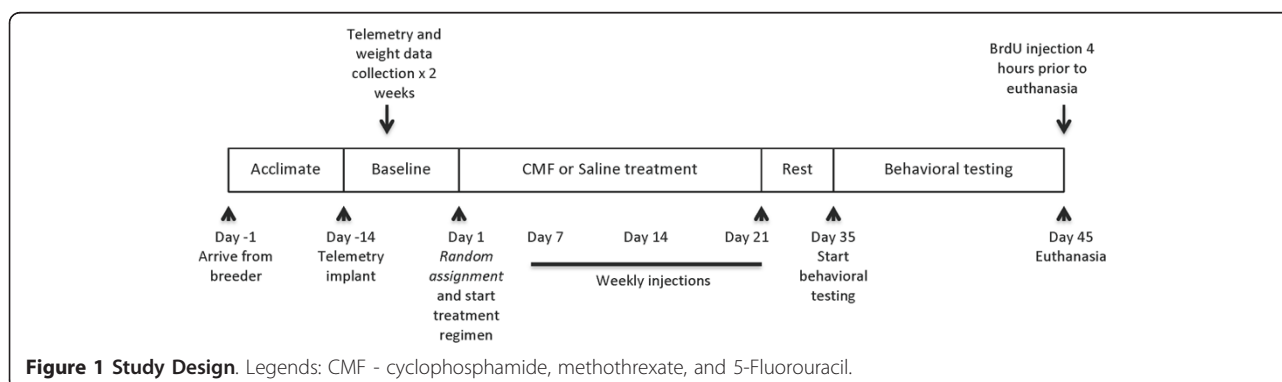 Telemetry and
weight data
collection x 2
weeks
BrdU injection 4
hours prior to
euthanasia
Acclimate
Baseline
CMF or Saline treatment
Rest
Behavioral testing
Day -1
Arrive from
breeder
Day -14
Telemetry
implant
Day 1
Random
assignment
and start
treatment
regimen
Day 7
Day 14
Day 21
Weekly injections
Day 35
Start
behavioral
testing
Day 45
Euthanasia
Figure 1 Study Design. Legends: CMF - cyclophosphamide, methothrexate, and 5-Fluorouracil.